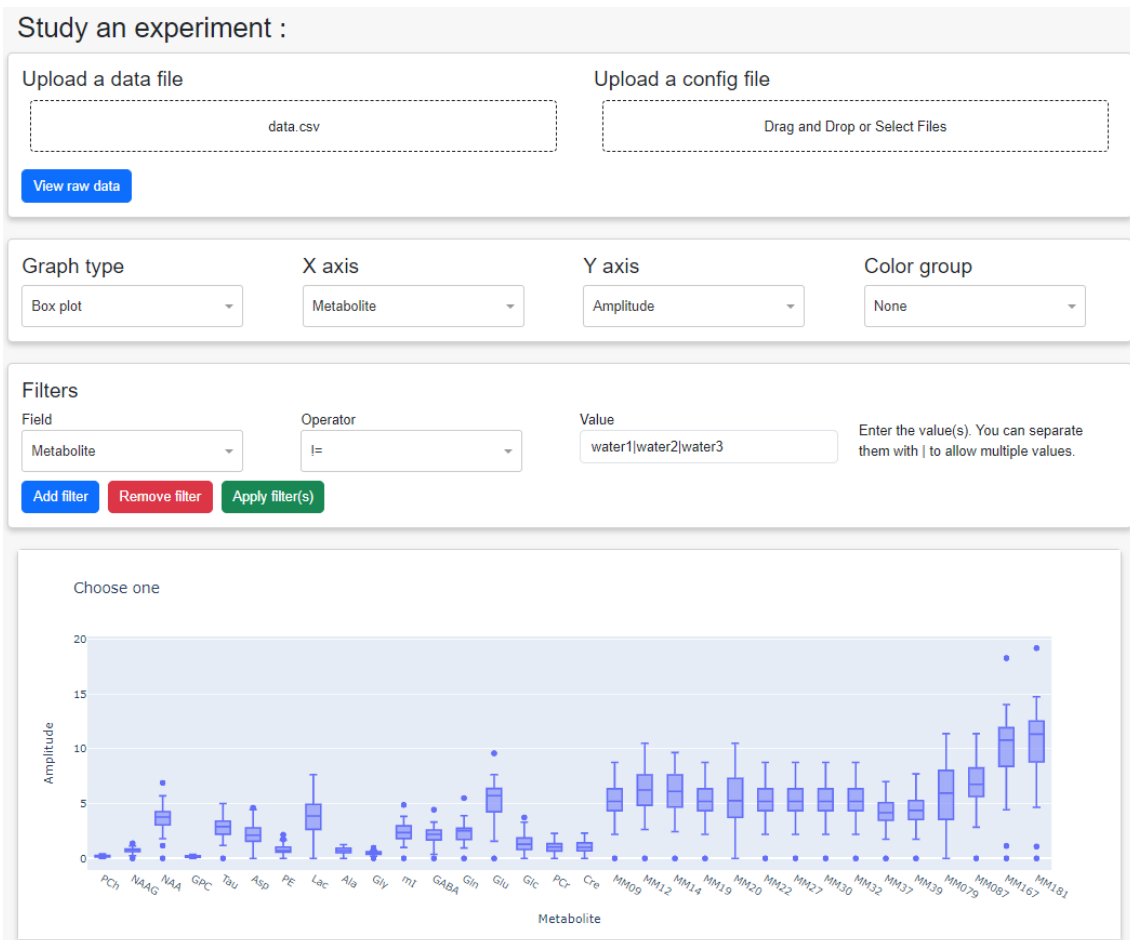 Study an experiment :
Upload a data file
Upload a config file
data.csv
Drag and Drop or Select Files
View raw data
Graph type
X axis
Y axis
Color group
Box plot
Metabolite
Amplitude
None
Filters
Field
Operator
Value
Metabolite
!=
water1|water2|water3
Enter the value(s). You can separate
them with | to allow multiple values.
Add filter
Remove filter
Apply filter(s)
Choose one
20
15
10
5
0
Amplitude
PCh
NAAG
NAA
GPC
Tau
Asp
PE
Lac
Ala
Gly
mI
GABA
Gln
Glu
Glc
PCr
Cre
MM09
MM12
MM14
MM19
MM20
MM22
MM27
MM30
MM32
MM37
MM39
MM079
MM087
MM167
MM181
Metabolite